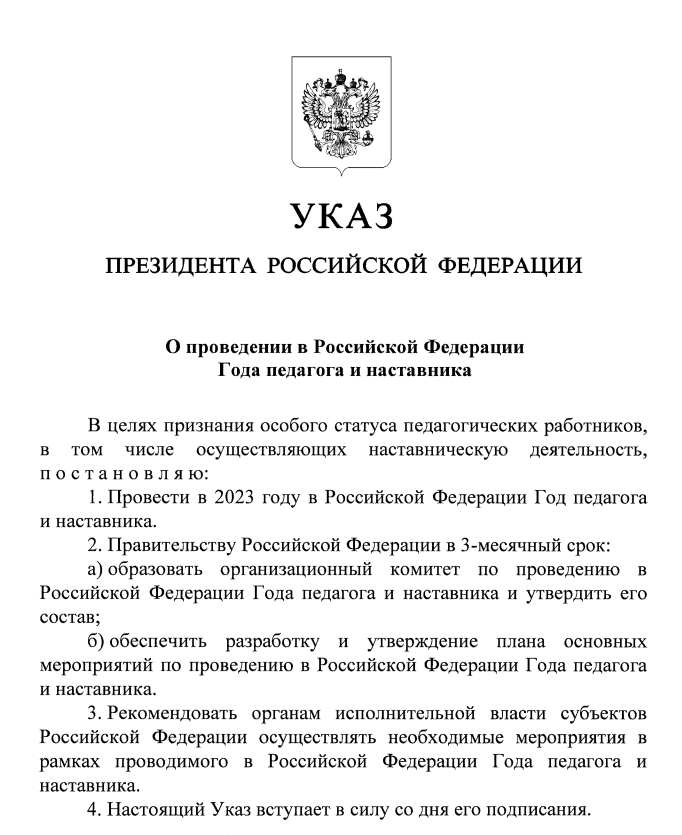 УКАЗ
ПРЕЗИДЕНТА РОССИЙСКОЙ ФЕДЕРАЦИИ
О проведении в Российской Федерации
Года педагога и наставника
В целях признания особого статуса педагогических работников,
в том числе осуществляющих наставническую деятельность,
п о с т а н о в л я ю:
1. Провести в 2023 году в Российской Федерации Год педагога
и наставника.
2. Правительству Российской Федерации в 3-месячный срок:
а) образовать организационный комитет по проведению в
Российской Федерации Года педагога и наставника и утвердить его
состав;
б) обеспечить разработку и утверждение плана основных
мероприятий по проведению в Российской Федерации Года педагога
и наставника.
3. Рекомендовать органам исполнительной власти субъектов
Российской Федерации осуществлять необходимые мероприятия в
рамках проводимого в Российской Федерации Года педагога и
наставника.
4. Настоящий Указ вступает в силу со дня его подписания.